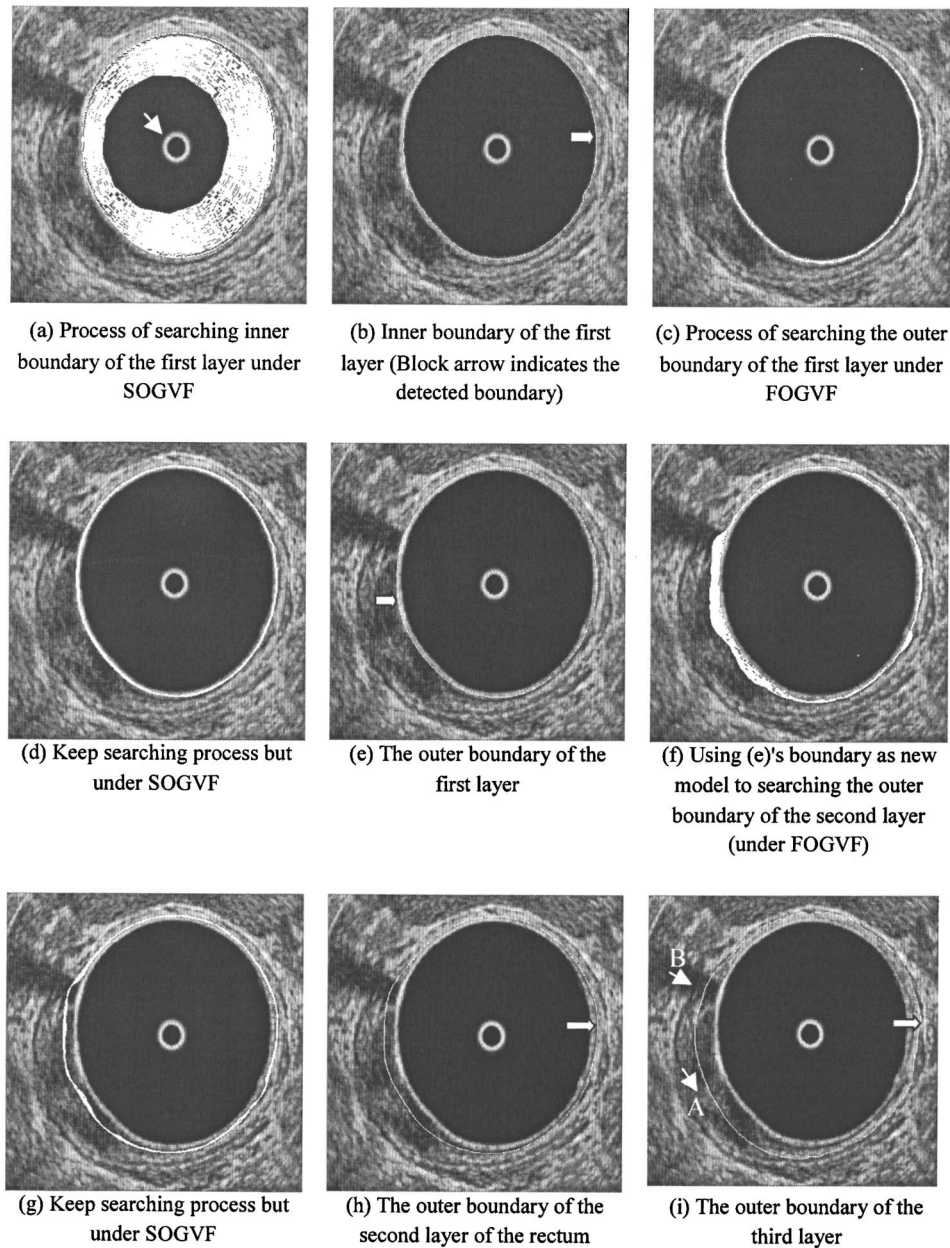 (a) Process of searching inner
boundary of the first layer under
SOGVF
(b) Inner boundary of the first
layer (Block arrow indicates the
detected boundary)
(c) Process of searching the outer
boundary of the first layer under
FOGVF
(d) Keep searching process but
under SOGVF
(e) The outer boundary of the
first layer
(f) Using (e)'s boundary as new
model to searching the outer
boundary of the second layer
(under FOGVF)
B
A
(g) Keep searching process but
under SOGVF
(h) The outer boundary of the
second layer of the rectum
(i) The outer boundary of the
third layer